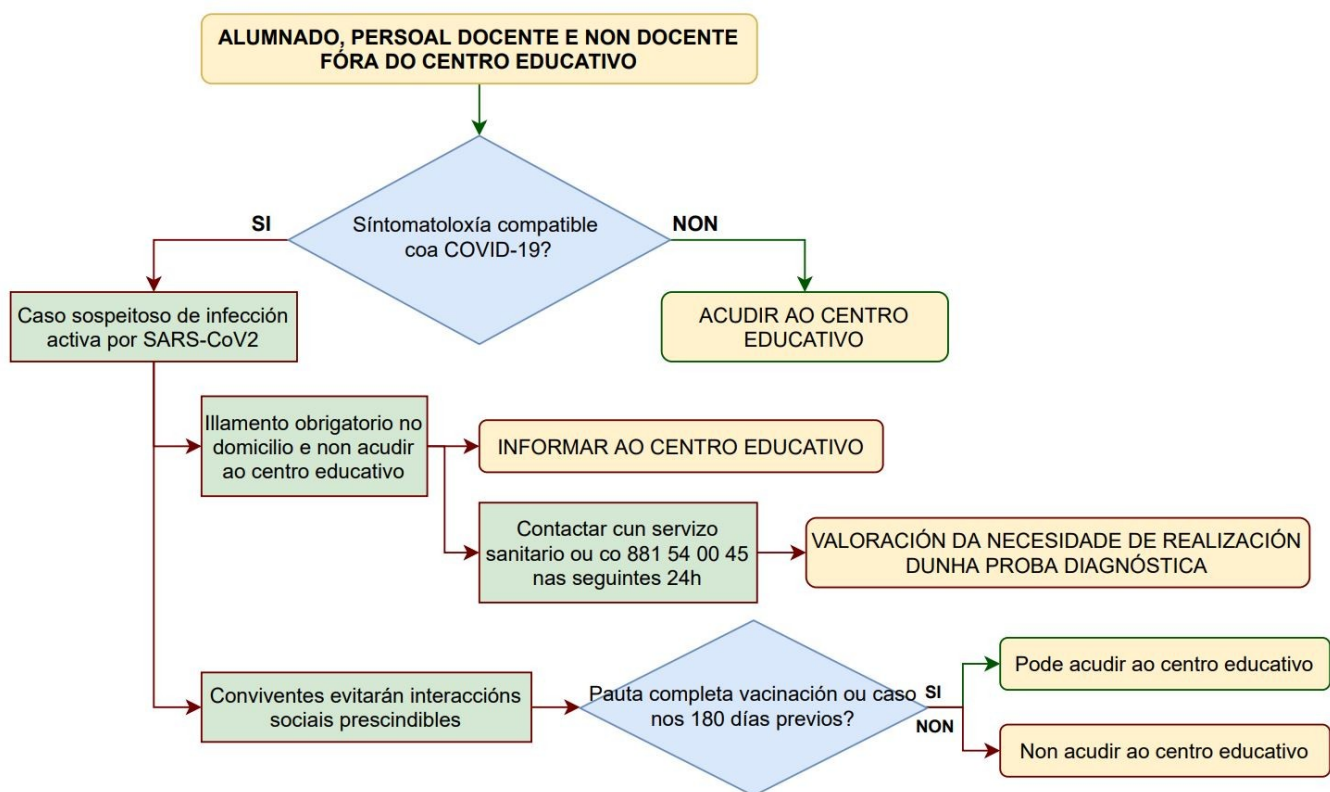 ALUMNADO, PERSOAL DOCENTE E NON DOCENTE
FÓRA DO CENTRO EDUCATIVO
SI
NON
Síntomatoloxía compatible
coa COVID-19?
Caso sospeitoso de infección
activa por SARS-CoV2
ACUDIR AO CENTRO
EDUCATIVO
Illamento obrigatorio no
domicilio e non acudir
ao centro educativo
INFORMAR AO CENTRO EDUCATIVO
Contactar cun servizo
sanitario ou co 881 54 00 45
nas seguintes 24h
VALORACIÓN DA NECESIDADE DE REALIZACIÓN
DUNHA PROBA DIAGNÓSTICA
Conviventes evitarán interaccións
sociais prescindibles
Pauta completa vacinación ou caso
nos 180 días previos?
SI
NON
Pode acudir ao centro educativo
Non acudir ao centro educativo